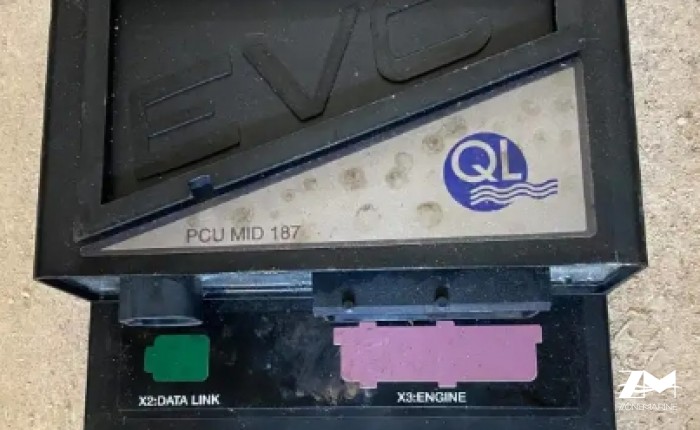 EVC
QL
PCU MID 187
X2:DATA LINK
X3:ENGINE